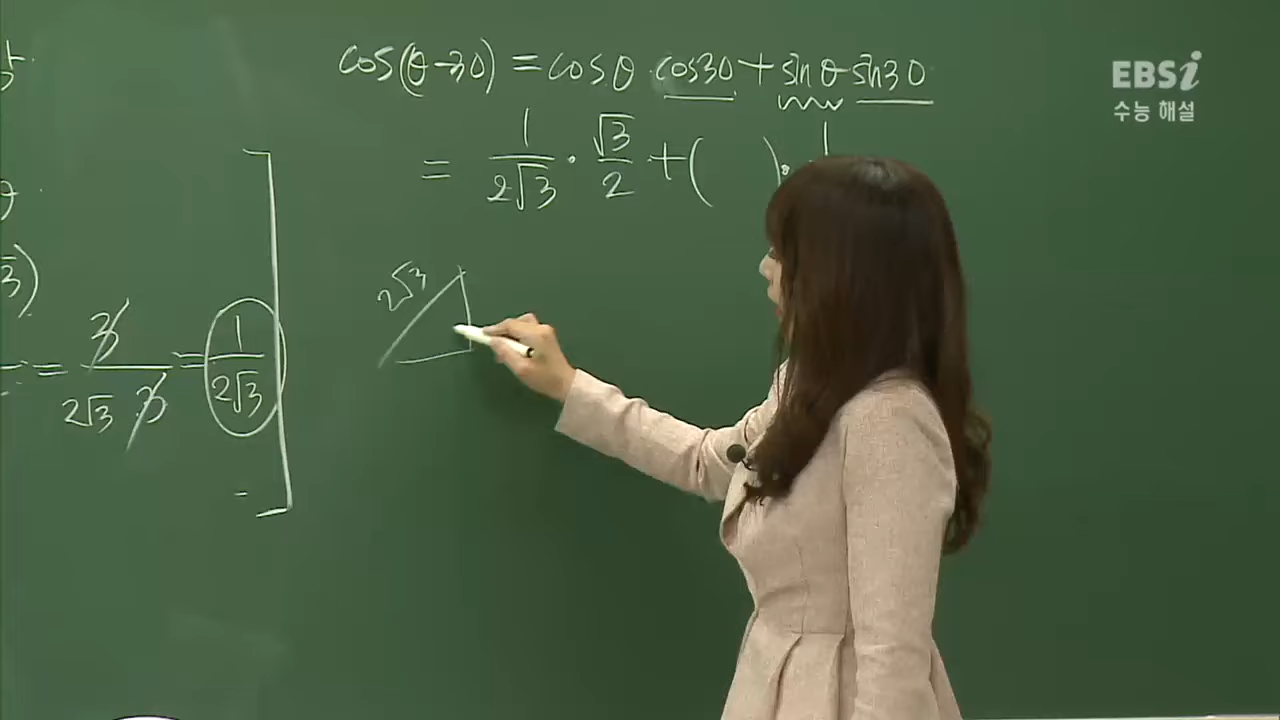 cos(θ-30) = cosθ · cos30 + sinθ sin30
= 1/2√3 · √3/2 + ( ) · 1
2√3
= 3/2√3 · 3 = 1/2√3
√3)
EBSi
수능 해설